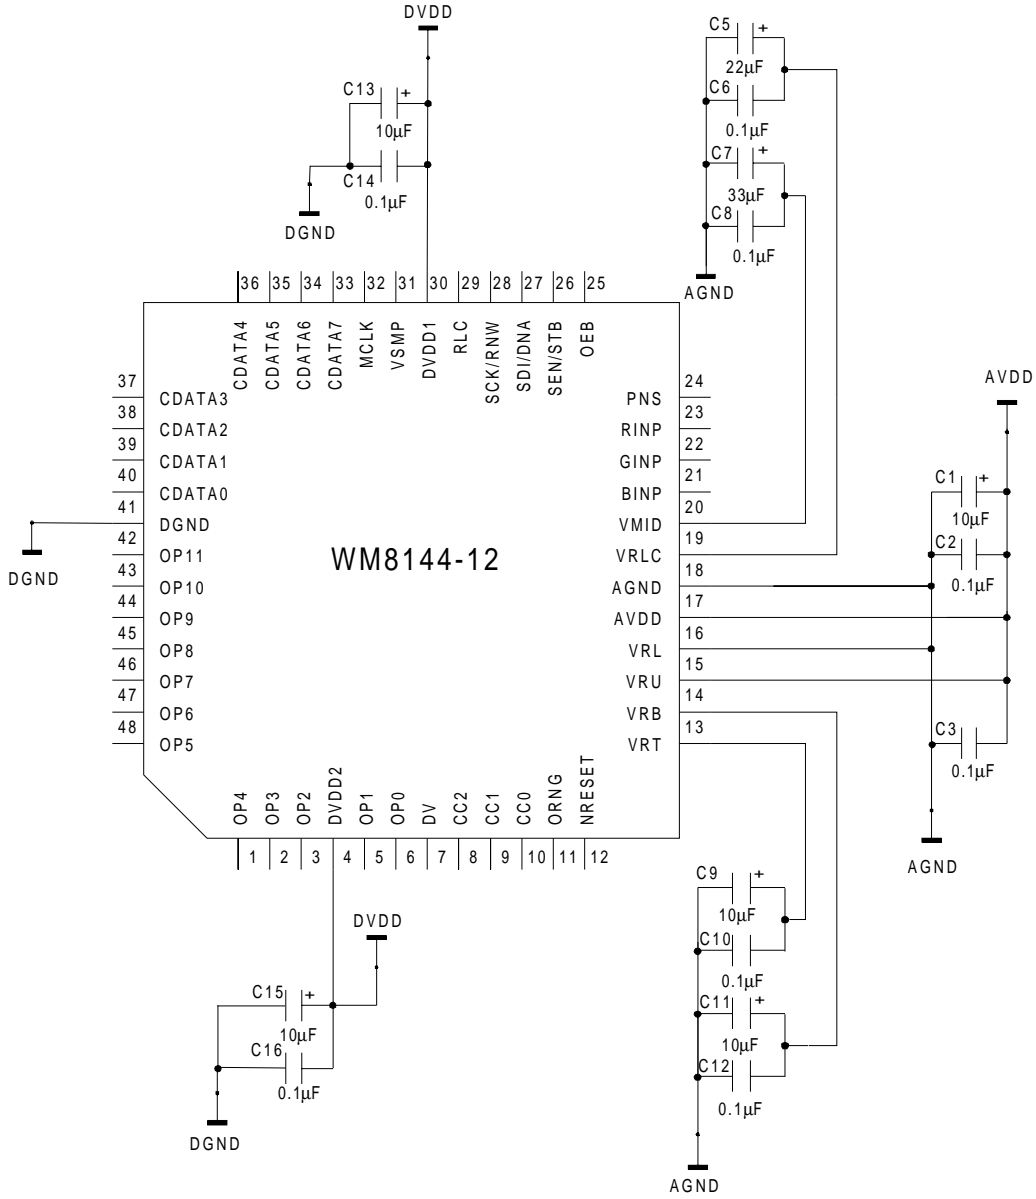 DVDD
C13 +
10µF
C14
0.1µF
DGND
C5 +
22µF
C6
0.1µF
C7 +
33µF
C8
0.1µF
AGND
36 35 34 33 32 31 30 29 28 27 26 25
CDATA4
CDATA5
CDATA6
CDATA7
MCLK
VSMP
DVDD1
RLC
SCK/RNW
SDI/DNA
SEN/STB
OEB
37
CDATA3
38
CDATA2
39
CDATA1
40
CDATA0
41
DGND
42
OP11
43
OP10
44
OP9
45
OP8
46
OP7
47
OP6
48
OP5
DGND
WM8144-12
24
PNS
23
RINP
22
GINP
21
BINP
20
VMID
19
VRLC
18
AGND
17
AVDD
16
VRL
15
VRU
14
VRB
13
VRT
AVDD
C1 +
10µF
C2
0.1µF
C3
0.1µF
AGND
OP4
OP3
OP2
DVDD2
OP1
OP0
DV
CC2
CC1
CC0
ORNG
NRESET
1 2 3 4 5 6 7 8 9 10 11 12
DVDD
C15 +
10µF
C16
0.1µF
DGND
C9 +
10µF
C10
0.1µF
C11 +
10µF
C12
0.1µF
AGND